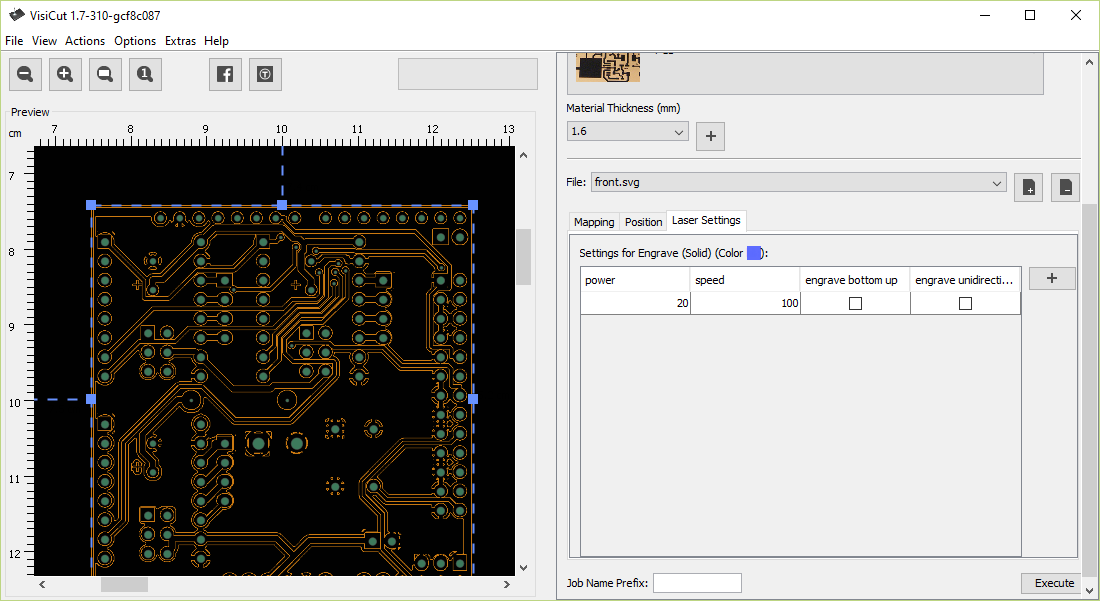 VisiCut 1.7-310-gcf8c087
File View Actions Options Extras Help
Preview
cm 7 8 9 10 11 12 13
7
8
9
10
11
12
Material Thickness (mm)
1.6
File: front.svg
Mapping Position Laser Settings
Settings for Engrave (Solid) (Color ):
power speed engrave bottom up engrave unidirecti...
20 100
Job Name Prefix: Execute